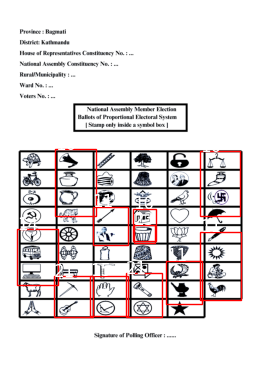 Province : Bagmati
District: Kathmandu
House of Representatives Constituency No. : ...
National Assembly Constituency No. : ...
Rural/Municipality : ...
Ward No. : ...
Voters No. : ...
National Assembly Member Election
Ballots of Proportional Electoral System
[ Stamp only inside a symbol box ]
Signature of Polling Officer : ......